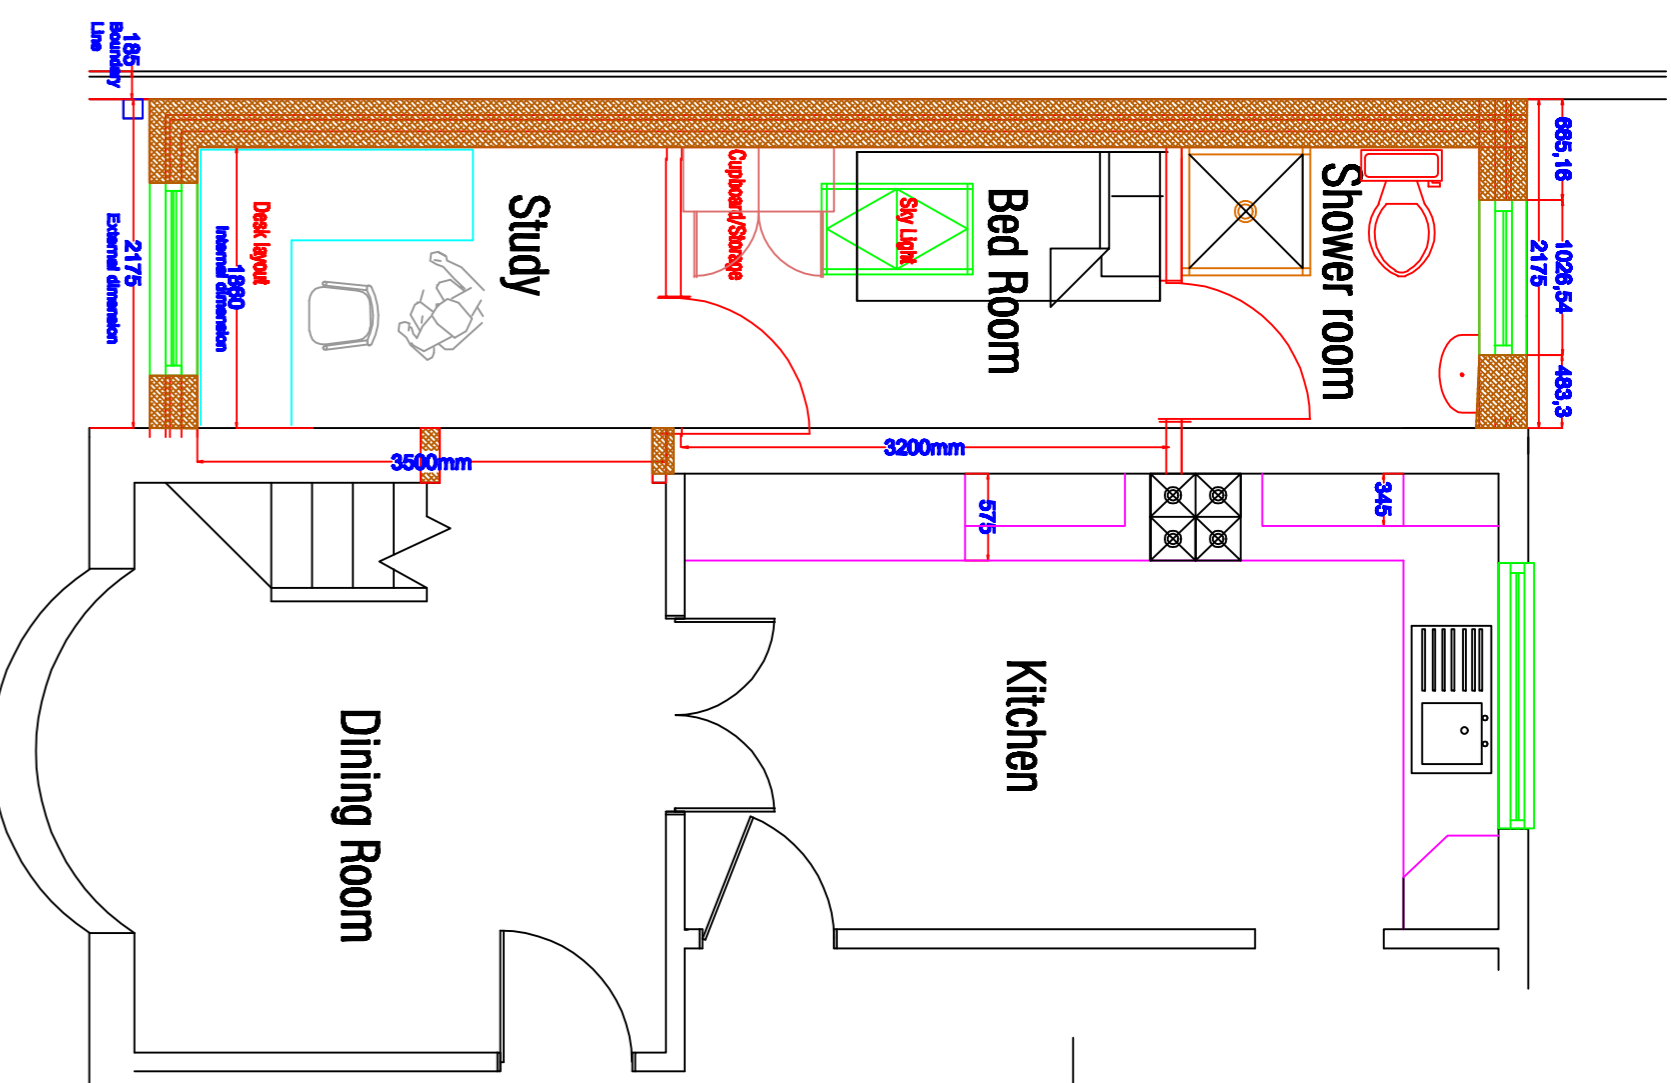 185
Boundary
Line
2175
External dimension
1860
Internal dimension
Desk layout
Study
Cupboard/Storage
Sky Light
Bed Room
Shower room
665,16
1026,54
483,3
2175
3500mm
3200mm
575
345
Kitchen
Dining Room